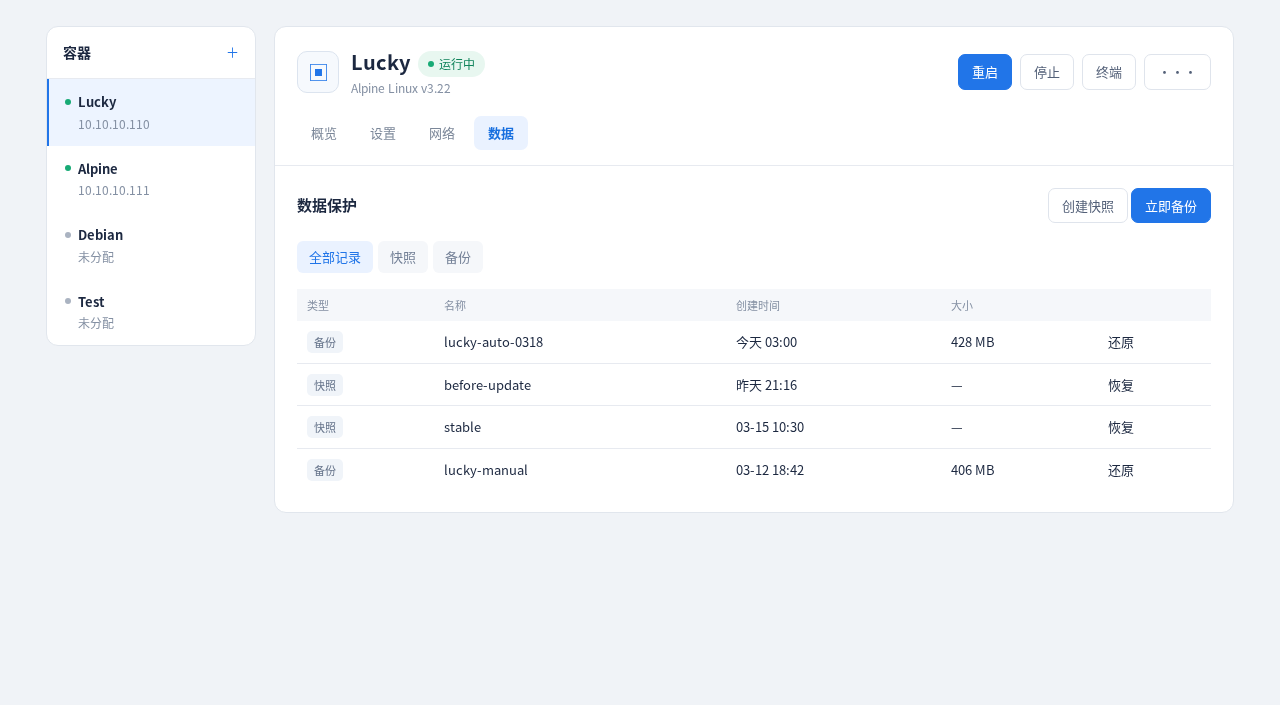 容器 +
Lucky
10.10.10.110
Alpine
10.10.10.111
Debian
未分配
Test
未分配
Lucky 运行中
Alpine Linux v3.22
重启 停止 终端 ···
概览 设置 网络 数据
数据保护
创建快照 立即备份
全部记录 快照 备份
类型 名称 创建时间 大小
备份 lucky-auto-0318 今天 03:00 428 MB 还原
快照 before-update 昨天 21:16 — 恢复
快照 stable 03-15 10:30 — 恢复
备份 lucky-manual 03-12 18:42 406 MB 还原